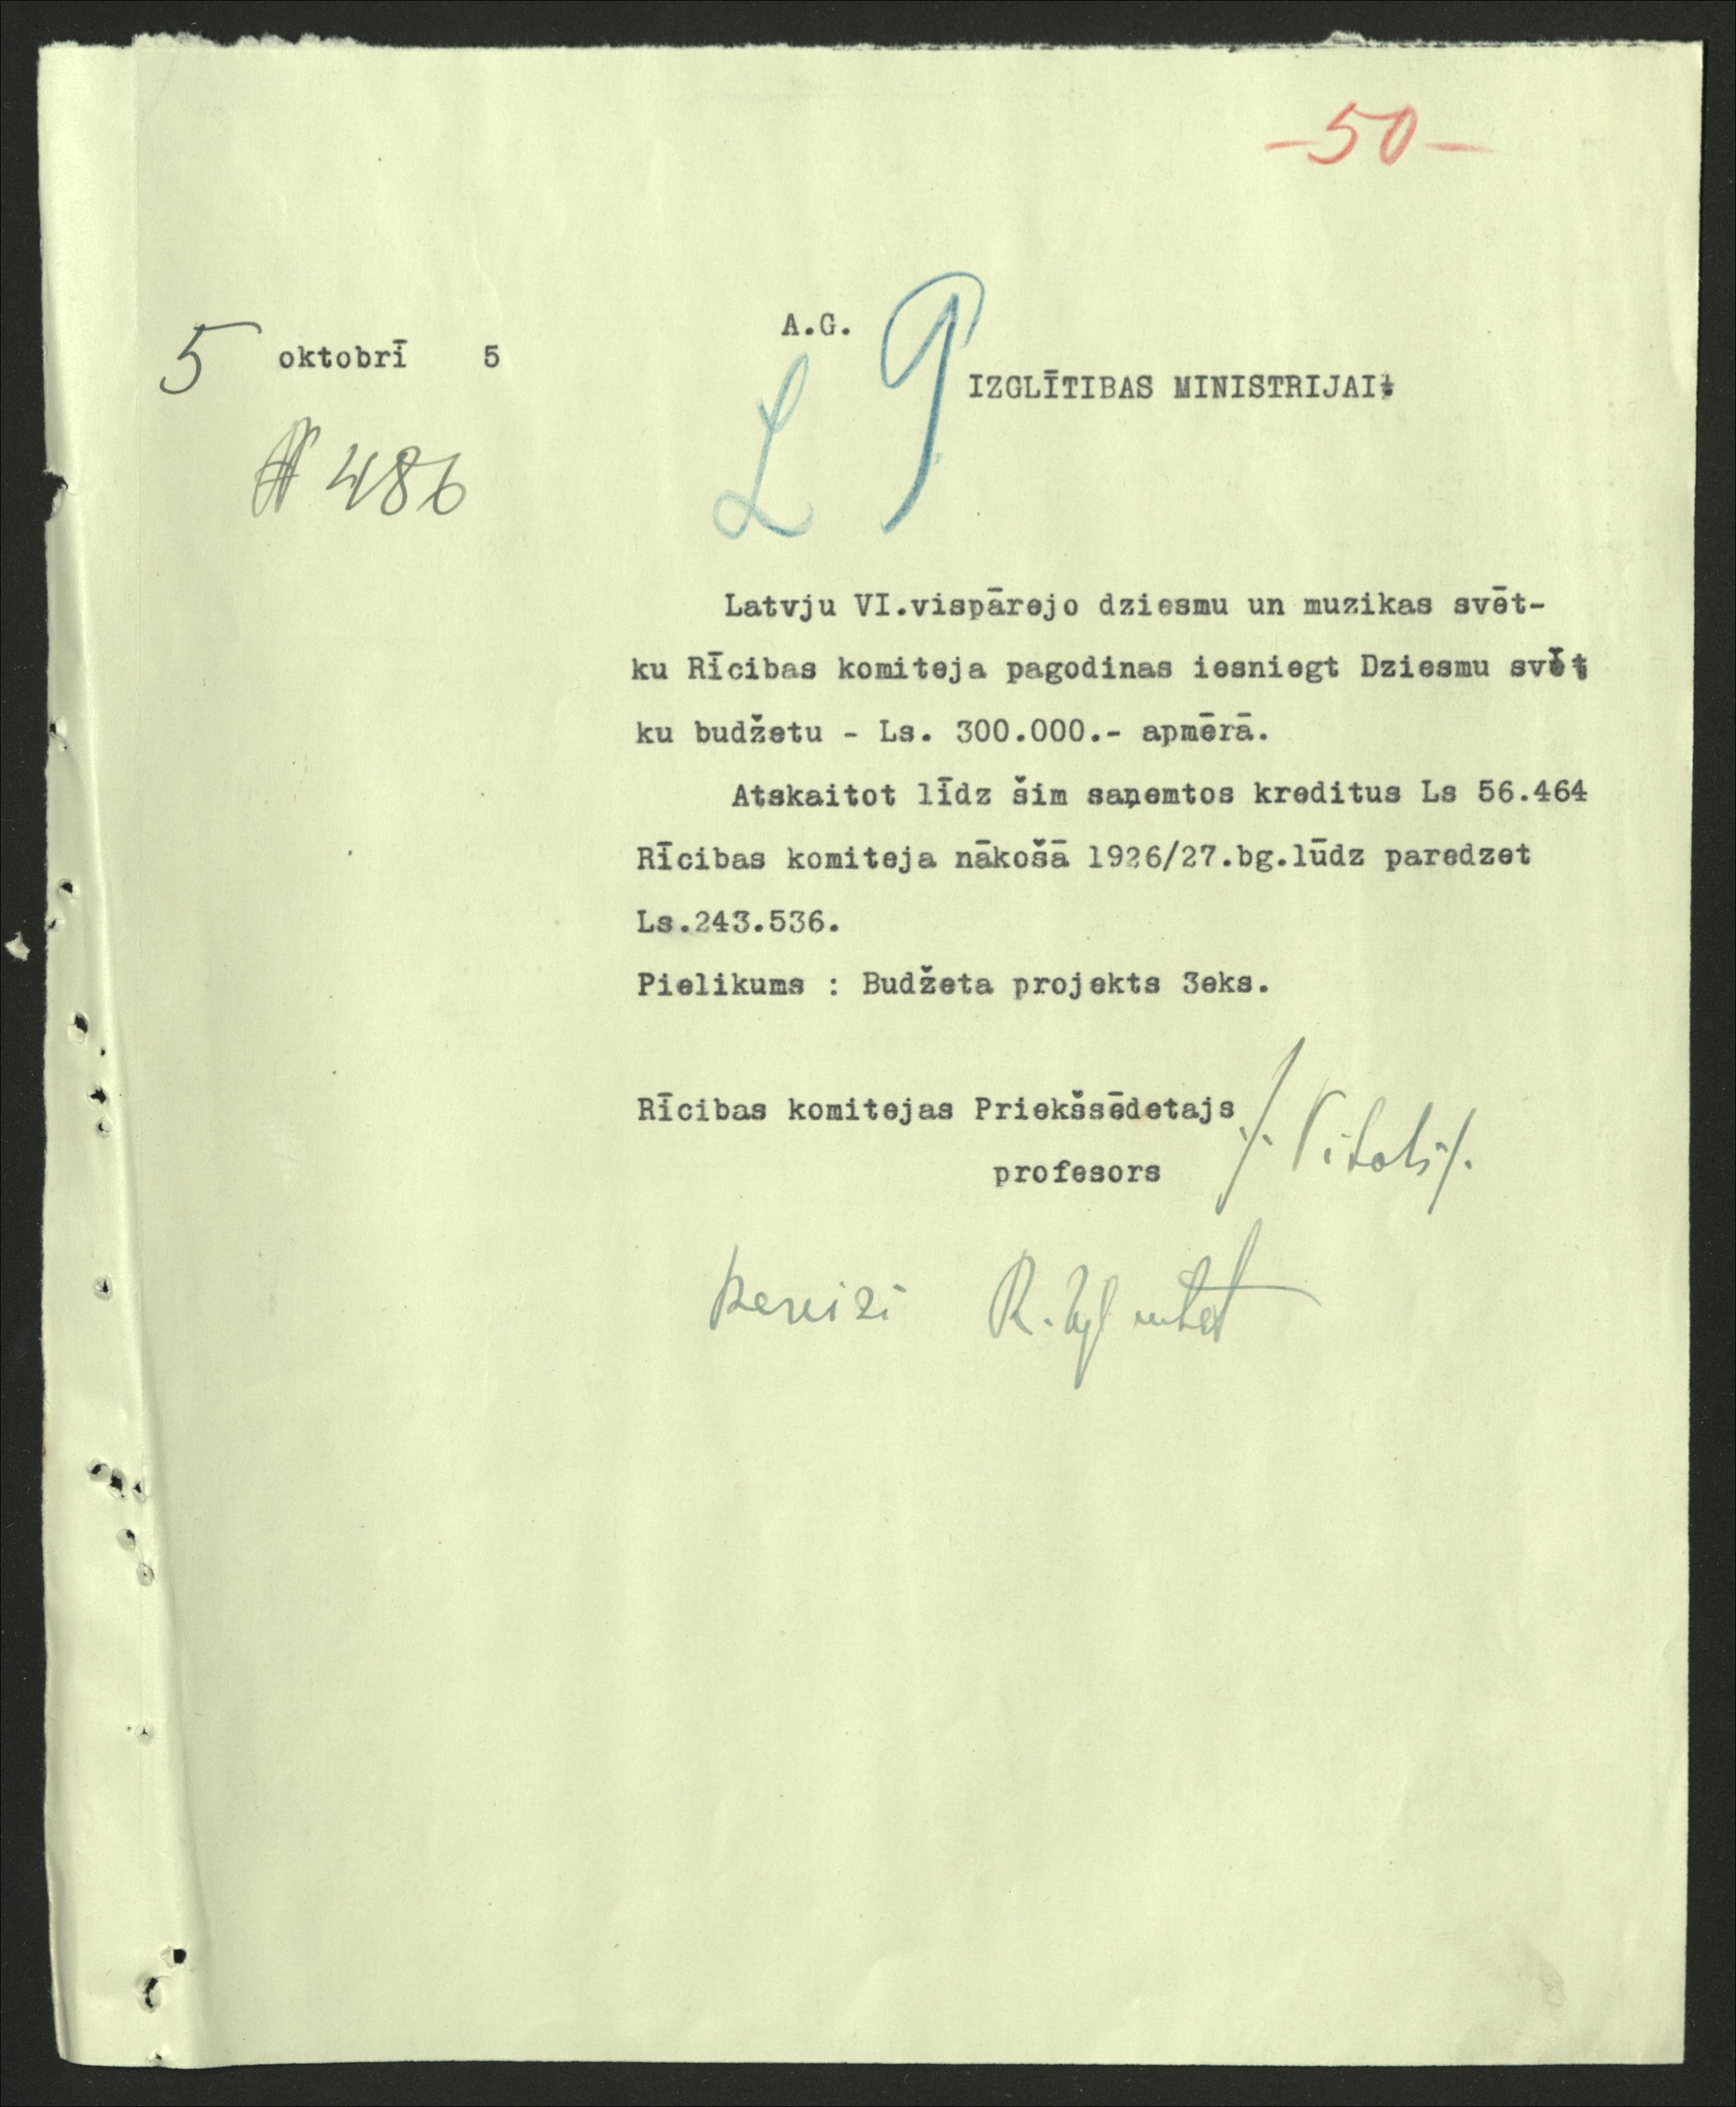 -50-
A.G.
5 oktobrī 5
L 9
IZGLĪTIBAS MINISTRIJAI.
№ 486
Latvju VI.vispārejo dziesmu un muzikas svēt-
ku Rīcibas komiteja pagodinas iesniegt Dziesmu svēt
ku budžetu - Ls. 300.000.- apmērā.
Atskaitot līdz šim saņemtos kreditus Ls 56.464
Rīcibas komiteja nākošā 1926/27.bg.lūdz paredzet
Ls.243.536.
Pielikums : Budžeta projekts 3eks.
Rīcibas komitejas Priekšsēdetajs
/J. Vitols/.
profesors
R.